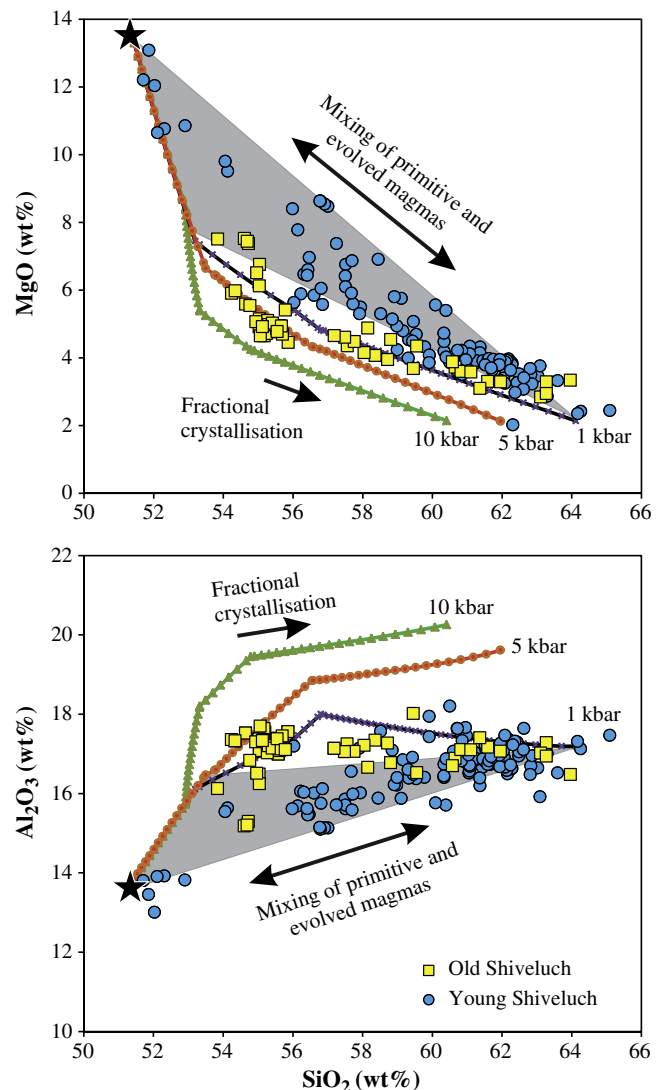 14
12
10
8
6
4
2
0
MgO (wt%)
Mixing of primitive and
evolved magmas
Fractional
crystallisation
10 kbar
5 kbar
1 kbar
50
52
54
56
58
60
62
64
66
22
20
18
16
14
12
10
Al₂O₃ (wt%)
Fractional
crystallisation
10 kbar
5 kbar
1 kbar
Mixing of primitive and
evolved magmas
Old Shiveluch
Young Shiveluch
50
52
54
56
58
60
62
64
66
SiO₂ (wt%)